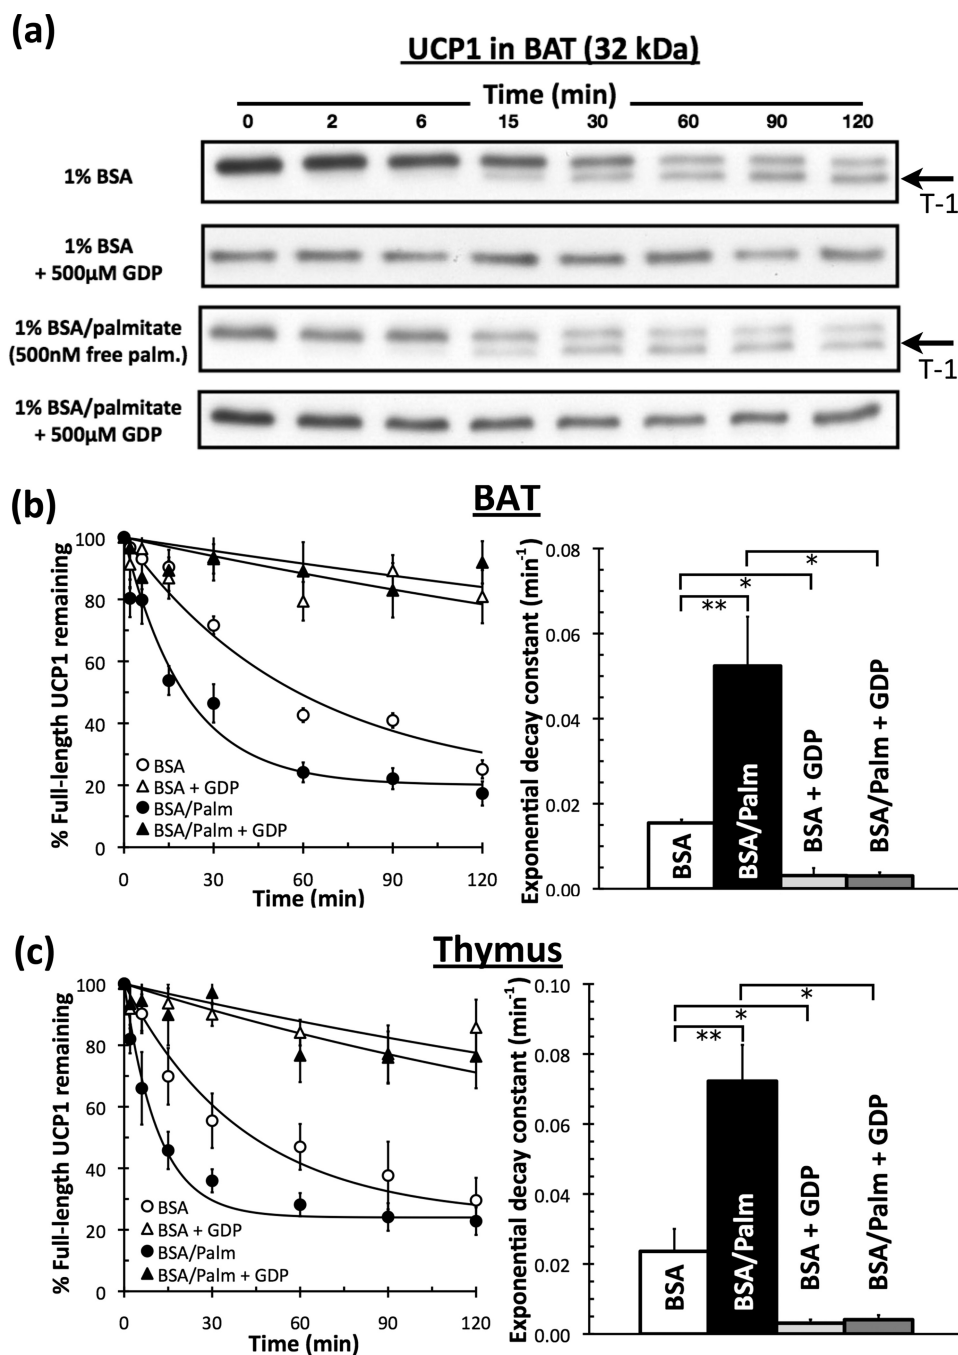 (a)
UCP1 in BAT (32 kDa)
Time (min)
0 2 6 15 30 60 90 120
1% BSA
T-1
1% BSA
+ 500µM GDP
1% BSA/palmitate
(500nM free palm.)
T-1
1% BSA/palmitate
+ 500µM GDP
(b)
BAT
% Full-length UCP1 remaining
100
80
60
40
20
0
BSA
BSA + GDP
BSA/Palm
BSA/Palm + GDP
0 30 60 90 120
Time (min)
Exponential decay constant (min-1)
0.08
0.06
0.04
0.02
0.00
*
*
**
BSA
BSA/Palm
BSA + GDP
BSA/Palm + GDP
(c)
Thymus
% Full-length UCP1 remaining
100
80
60
40
20
0
BSA
BSA + GDP
BSA/Palm
BSA/Palm + GDP
0 30 60 90 120
Time (min)
Exponential decay constant (min-1)
0.10
0.08
0.06
0.04
0.02
0.00
*
*
**
BSA
BSA/Palm
BSA + GDP
BSA/Palm + GDP